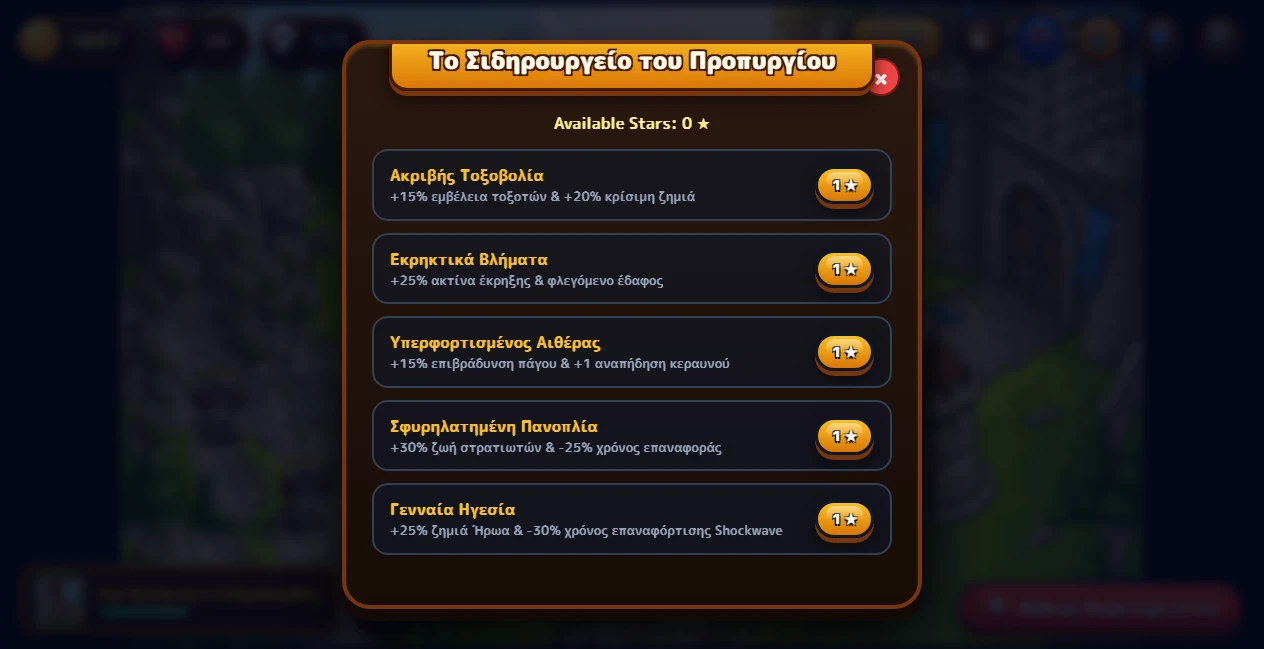 Το Σιδηρουργείο του Προπυργίου
Available Stars: 0 ★
Ακριβής Τοξοβολία
+15% εμβέλεια τοξοτών & +20% κρίσιμη ζημιά
1★
Εκρηκτικά Βλήματα
+25% ακτίνα έκρηξης & φλεγόμενο έδαφος
1★
Υπερφορτισμένος Αιθέρας
+15% επιβράδυνση πάγου & +1 αναπήδηση κεραυνού
1★
Σφυρηλατημένη Πανοπλία
+30% ζωή στρατιωτών & -25% χρόνος επαναφοράς
1★
Γενναία Ηγεσία
+25% ζημιά Ήρωα & -30% χρόνος επαναφόρτισης Shockwave
1★